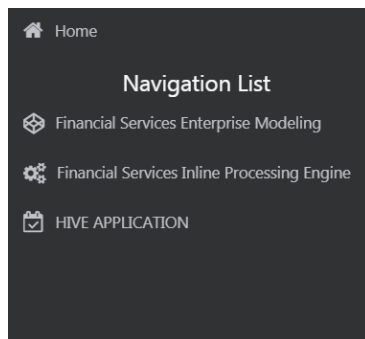 Home
Navigation List
Financial Services Enterprise Modeling
Financial Services Inline Processing Engine
HIVE APPLICATION